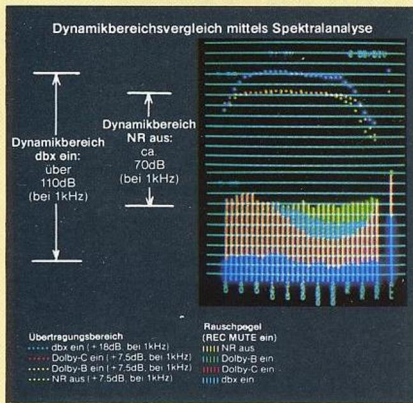 Dynamikbereichsvergleich mittels Spektralanalyse
Dynamikbereich
dbx ein:
über
110dB
(bei 1kHz)
Dynamikbereich
NR aus:
ca.
70dB
(bei 1kHz)
Übertragungsbereich
dbx ein (+18dB, bei 1kHz)
Dolby-C ein (+7.5dB, bei 1kHz)
Dolby-B ein (+7.5dB, bei 1kHz)
NR aus (+7.5dB, bei 1kHz)
Rauschpegel
(REC MUTE ein)
NR aus
Dolby-B ein
Dolby-C ein
dbx ein